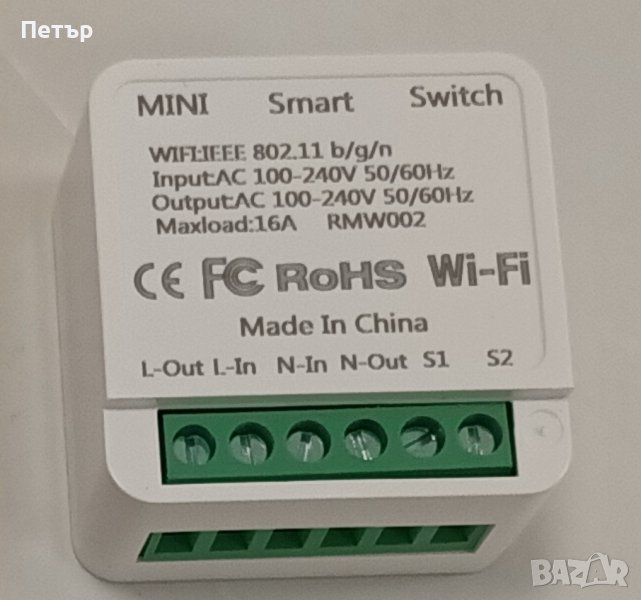 Петър
MINI Smart Switch
WIFI:IEEE 802.11 b/g/n
Input:AC 100-240V 50/60Hz
Output:AC 100-240V 50/60Hz
Maxload:16A RMW002
CE FC RoHS Wi-Fi
Made In China
L-Out L-In N-In N-Out S1 S2
BAZAR